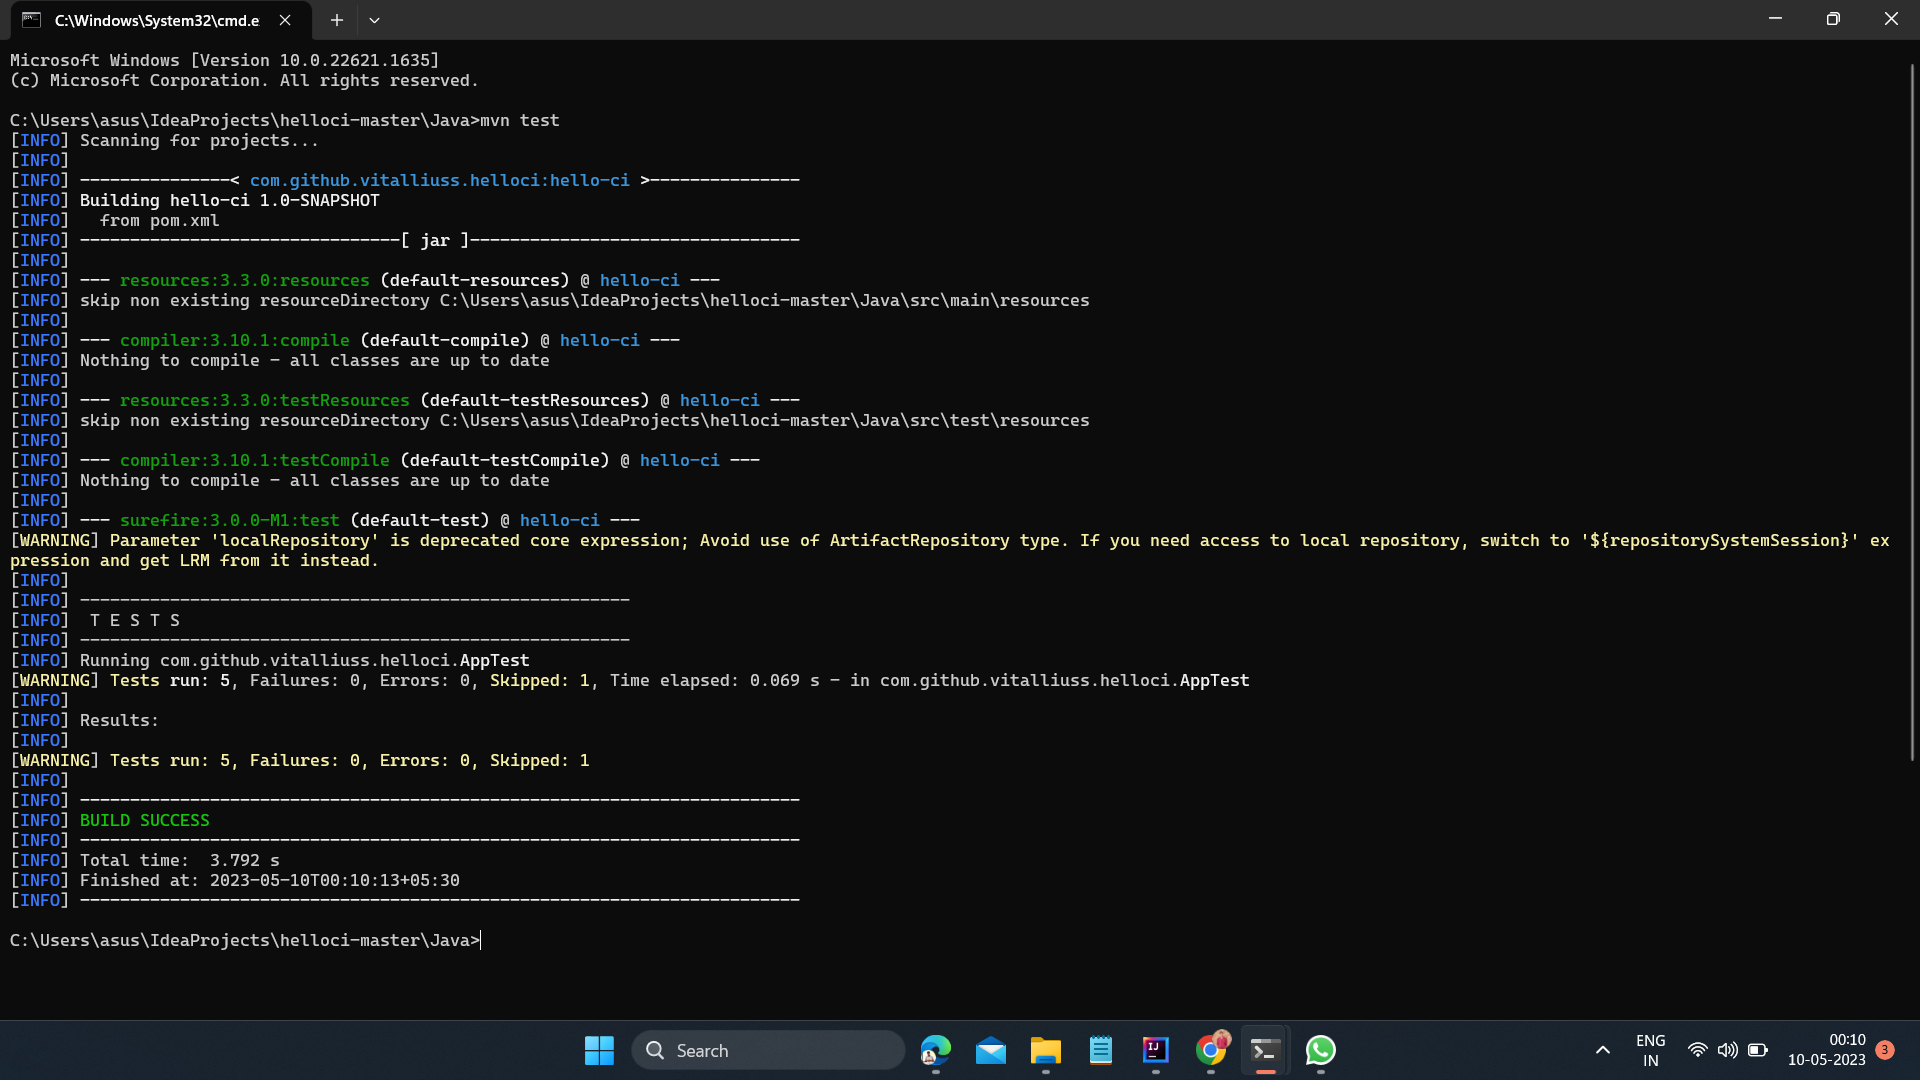 C:\Windows\System32\cmd.e
Microsoft Windows [Version 10.0.22621.1635]
(c) Microsoft Corporation. All rights reserved.
C:\Users\asus\IdeaProjects\helloci-master\Java>mvn test
[INFO] Scanning for projects...
[INFO]
[INFO] ---------------< com.github.vitalliuss.helloci:hello-ci >---------------
[INFO] Building hello-ci 1.0-SNAPSHOT
[INFO]   from pom.xml
[INFO] --------------------------------[ jar ]---------------------------------
[INFO]
[INFO] --- resources:3.3.0:resources (default-resources) @ hello-ci ---
[INFO] skip non existing resourceDirectory C:\Users\asus\IdeaProjects\helloci-master\Java\src\main\resources
[INFO]
[INFO] --- compiler:3.10.1:compile (default-compile) @ hello-ci ---
[INFO] Nothing to compile - all classes are up to date
[INFO]
[INFO] --- resources:3.3.0:testResources (default-testResources) @ hello-ci ---
[INFO] skip non existing resourceDirectory C:\Users\asus\IdeaProjects\helloci-master\Java\src\test\resources
[INFO]
[INFO] --- compiler:3.10.1:testCompile (default-testCompile) @ hello-ci ---
[INFO] Nothing to compile - all classes are up to date
[INFO]
[INFO] --- surefire:3.0.0-M1:test (default-test) @ hello-ci ---
[WARNING] Parameter 'localRepository' is deprecated core expression; Avoid use of ArtifactRepository type. If you need access to local repository, switch to '${repositorySystemSession}' ex
pression and get LRM from it instead.
[INFO]
[INFO] -------------------------------------------------------
[INFO]  T E S T S
[INFO] -------------------------------------------------------
[INFO] Running com.github.vitalliuss.helloci.AppTest
[WARNING] Tests run: 5, Failures: 0, Errors: 0, Skipped: 1, Time elapsed: 0.069 s - in com.github.vitalliuss.helloci.AppTest
[INFO]
[INFO] Results:
[INFO]
[WARNING] Tests run: 5, Failures: 0, Errors: 0, Skipped: 1
[INFO]
[INFO] ------------------------------------------------------------------------
[INFO] BUILD SUCCESS
[INFO] ------------------------------------------------------------------------
[INFO] Total time:  3.792 s
[INFO] Finished at: 2023-05-10T00:10:13+05:30
[INFO] ------------------------------------------------------------------------
C:\Users\asus\IdeaProjects\helloci-master\Java>
Search
IJ
ENG
IN
00:10
10-05-2023
3